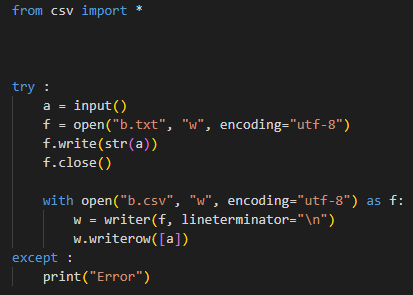 from csv import *
try :
    a = input()
    f = open("b.txt", "w", encoding="utf-8")
    f.write(str(a))
    f.close()
    with open("b.csv", "w", encoding="utf-8") as f:
        w = writer(f, lineterminator="\n")
        w.writerow([a])
except :
    print("Error")